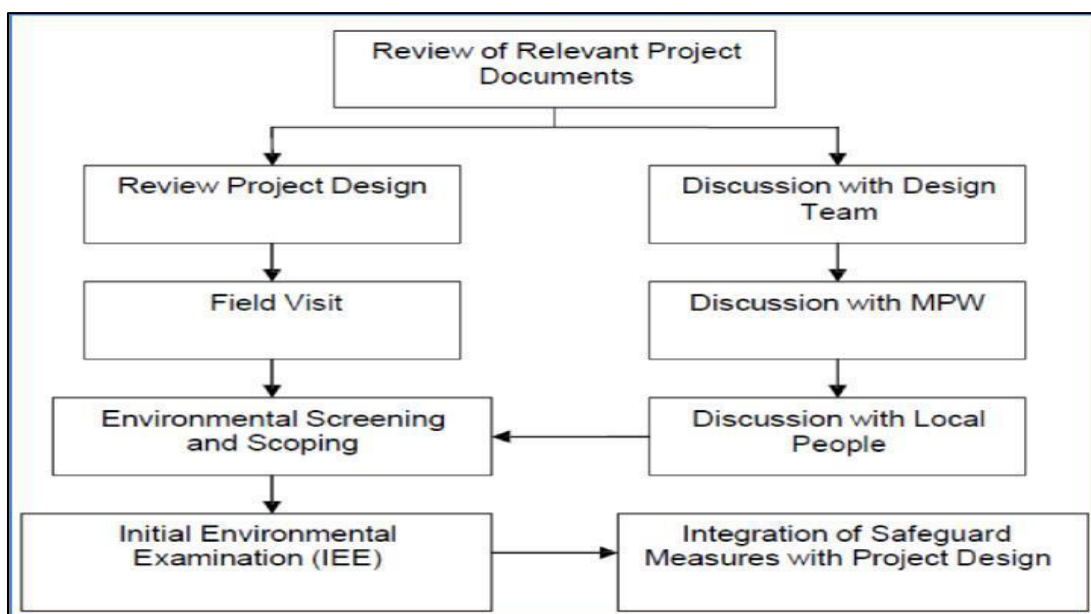 Review of Relevant Project
Documents
Review Project Design
Discussion with Design
Team
Field Visit
Discussion with MPW
Environmental Screening
and Scoping
Discussion with Local
People
Initial Environmental
Examination (IEE)
Integration of Safeguard
Measures with Project Design